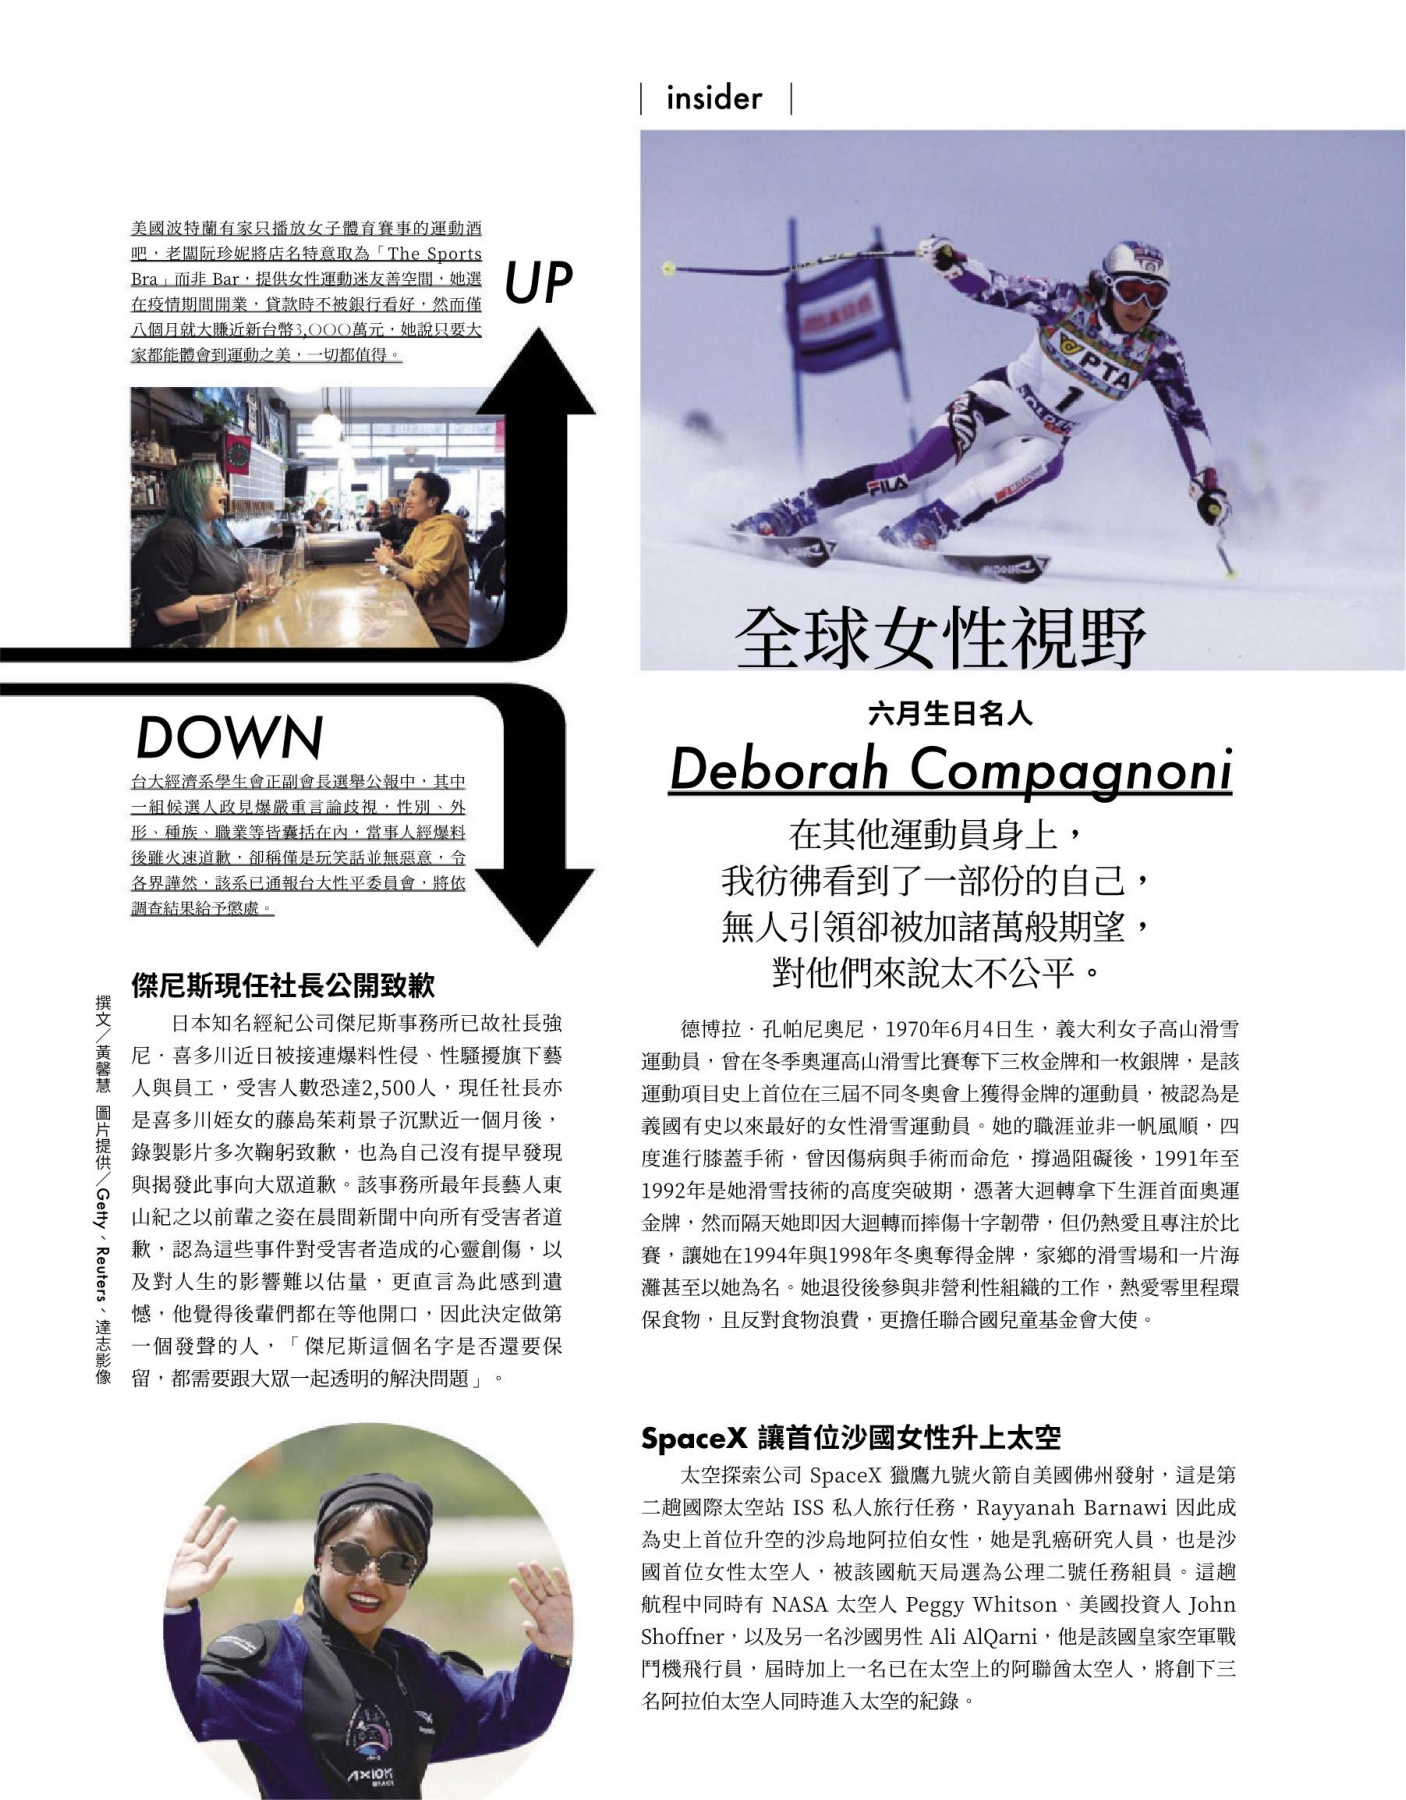 insider
美國波特蘭有家只播放女子體育賽事的運動酒
吧，老闆阮珍妮將店名特意取為「The Sports
Bra」而非 Bar，提供女性運動迷友善空間，她選
在疫情期間開業，貸款時不被銀行看好，然而僅
八個月就大賺近新台幣3,000萬元，她說只要大
家都能體會到運動之美，一切都值得。
UP
DOWN
台大經濟系學生會正副會長選舉公報中，其中
一組候選人政見爆嚴重言論歧視，性別、外
形、種族、職業等皆囊括在內，當事人經爆料
後雖火速道歉，卻稱僅是玩笑話並無惡意，令
各界譁然，該系已通報台大性平委員會，將依
調查結果給予懲處。
傑尼斯現任社長公開致歉
日本知名經紀公司傑尼斯事務所已故社長強
尼．喜多川近日被接連爆料性侵、性騷擾旗下藝
人與員工，受害人數恐達2,500人，現任社長亦
是喜多川姪女的藤島茱莉景子沉默近一個月後，
錄製影片多次鞠躬致歉，也為自己沒有提早發現
與揭發此事向大眾道歉。該事務所最年長藝人東
山紀之以前輩之姿在晨間新聞中向所有受害者道
歉，認為這些事件對受害者造成的心靈創傷，以
及對人生的影響難以估量，更直言為此感到遺
憾，他覺得後輩們都在等他開口，因此決定做第
一個發聲的人，「傑尼斯這個名字是否還要保
留，都需要跟大眾一起透明的解決問題」。
撰文／黃馨慧 圖片提供／Getty、Reuters、達志影像
AXIOM
SPACE
PTA
1
FILA
全球女性視野
六月生日名人
Deborah Compagnoni
在其他運動員身上，
我彷彿看到了一部份的自己，
無人引領卻被加諸萬般期望，
對他們來說太不公平。
德博拉．孔帕尼奧尼，1970年6月4日生，義大利女子高山滑雪
運動員，曾在冬季奧運高山滑雪比賽奪下三枚金牌和一枚銀牌，是該
運動項目史上首位在三屆不同冬奧會上獲得金牌的運動員，被認為是
義國有史以來最好的女性滑雪運動員。她的職涯並非一帆風順，四
度進行膝蓋手術，曾因傷病與手術而命危，撐過阻礙後，1991年至
1992年是她滑雪技術的高度突破期，憑著大迴轉拿下生涯首面奧運
金牌，然而隔天她即因大迴轉而摔傷十字韌帶，但仍熱愛且專注於比
賽，讓她在1994年與1998年冬奧奪得金牌，家鄉的滑雪場和一片海
灘甚至以她為名。她退役後參與非營利性組織的工作，熱愛零里程環
保食物，且反對食物浪費，更擔任聯合國兒童基金會大使。
SpaceX 讓首位沙國女性升上太空
太空探索公司 SpaceX 獵鷹九號火箭自美國佛州發射，這是第
二趟國際太空站 ISS 私人旅行任務，Rayyanah Barnawi 因此成
為史上首位升空的沙烏地阿拉伯女性，她是乳癌研究人員，也是沙
國首位女性太空人，被該國航天局選為公理二號任務組員。這趟
航程中同時有 NASA 太空人 Peggy Whitson、美國投資人 John
Shoffner，以及另一名沙國男性 Ali AlQarni，他是該國皇家空軍戰
鬥機飛行員，屆時加上一名已在太空上的阿聯酋太空人，將創下三
名阿拉伯太空人同時進入太空的紀錄。